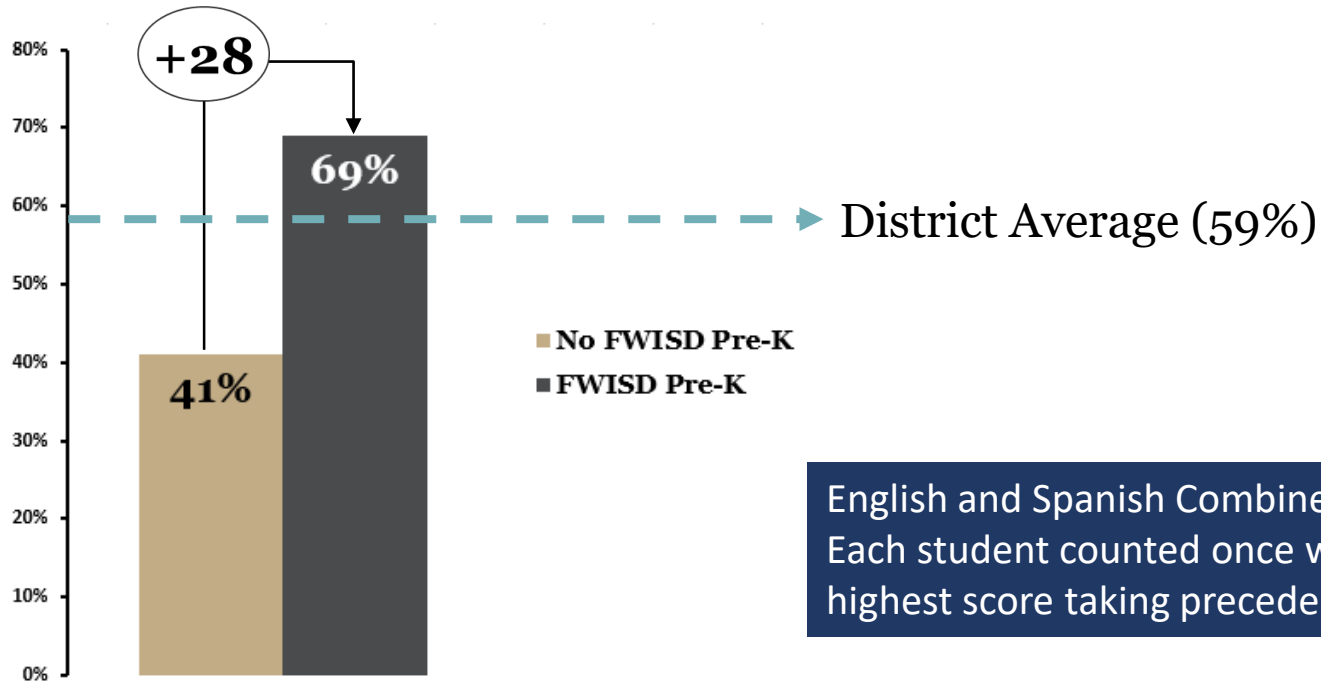 80%
+28
70%
69%
60%
District Average (59%)
50%
No FWISD Pre-K
40%
41%
FWISD Pre-K
30%
20%
English and Spanish Combine
Each student counted once w
10%
highest score taking precede
0%